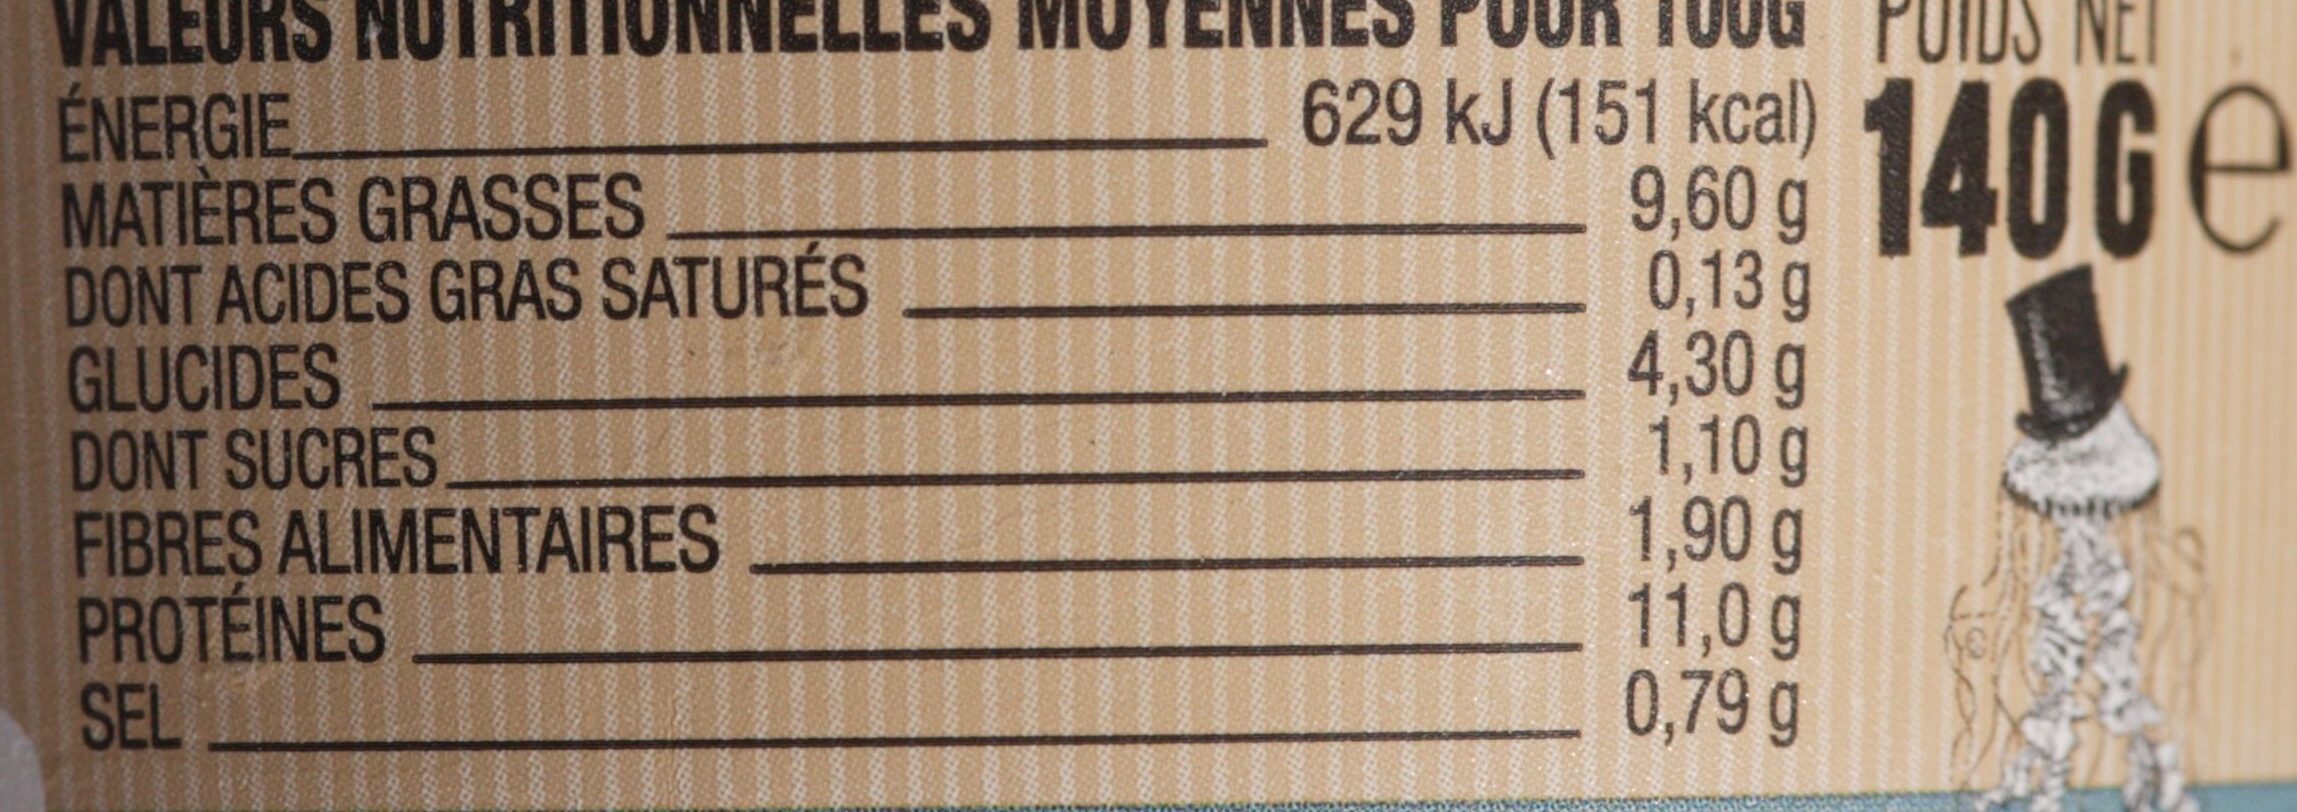 VALEURS NUTRITIONNELLES MOYENNES POUR 100G
ÉNERGIE 629 kJ (151 kcal)
MATIÈRES GRASSES 9,60 g
DONT ACIDES GRAS SATURÉS 0,13 g
GLUCIDES 4,30 g
DONT SUCRES 1,10 g
FIBRES ALIMENTAIRES 1,90 g
PROTÉINES 11,0 g
SEL 0,79 g
POIDS NET
140G e